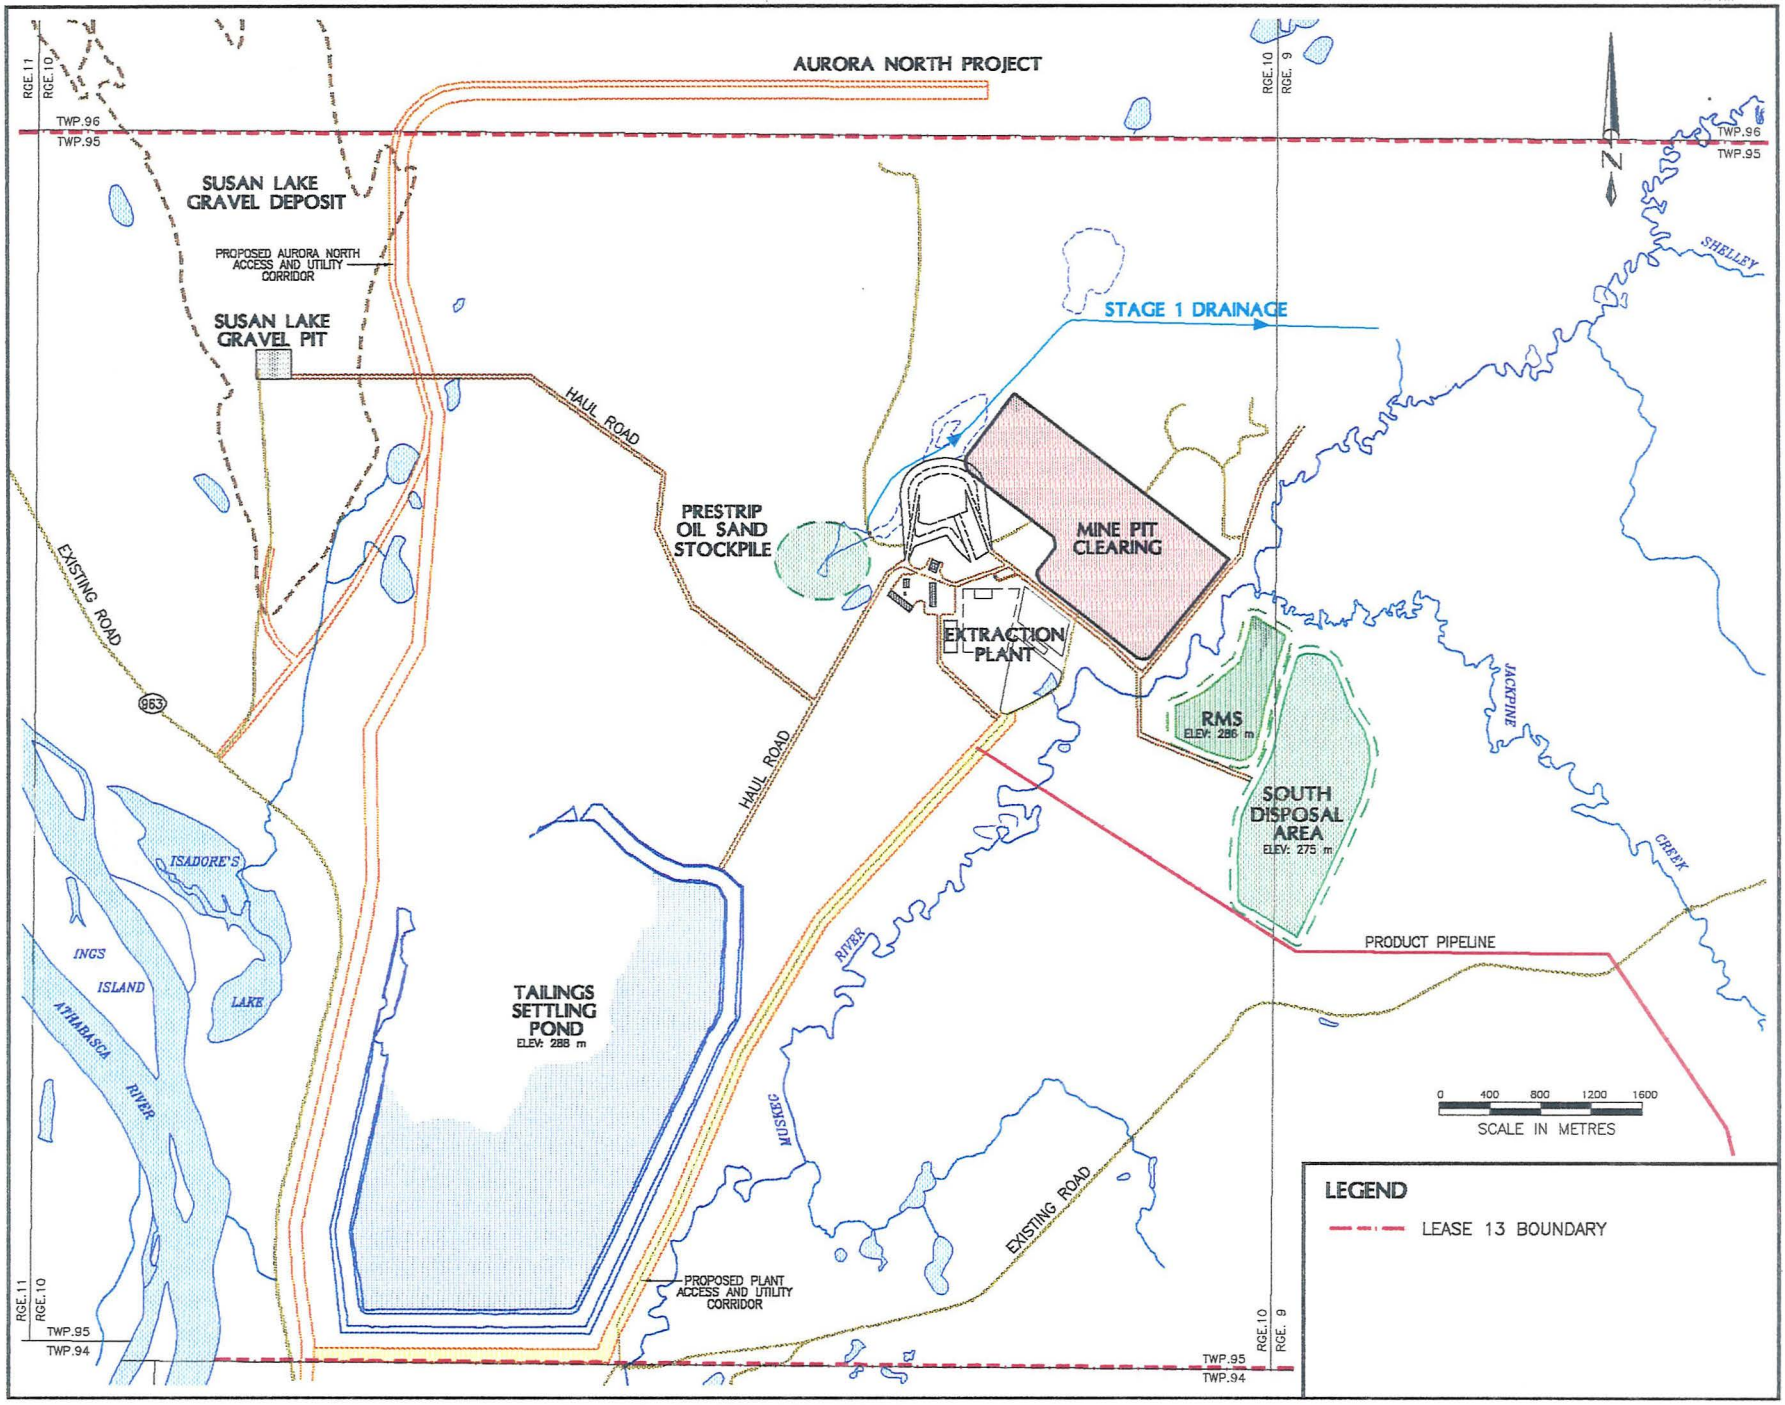 AURORA NORTH PROJECT
RGE.11
RGE.10
RGE.10
RGE. 9
TWP.96
TWP.95
TWP.96
TWP.95
N
SUSAN LAKE
GRAVEL DEPOSIT
PROPOSED AURORA NORTH
ACCESS AND UTILITY
CORRIDOR
SHELLEY
STAGE 1 DRAINAGE
SUSAN LAKE
GRAVEL PIT
HAUL ROAD
PRESTRIP
OIL SAND
STOCKPILE
MINE PIT
CLEARING
EXISTING ROAD
963
EXTRACTION
PLANT
JACKPINE
CREEK
RMS
ELEV: 286 m
HAUL ROAD
SOUTH
DISPOSAL
AREA
ELEV: 275 m
ISADORE'S
LAKE
INGS
ISLAND
ATHABASCA
RIVER
TAILINGS
SETTLING
POND
ELEV: 288 m
RIVER
MUSKEG
PRODUCT PIPELINE
0 400 800 1200 1600
SCALE IN METRES
EXISTING ROAD
PROPOSED PLANT
ACCESS AND UTILITY
CORRIDOR
LEGEND
LEASE 13 BOUNDARY
RGE.11
RGE.10
TWP.95
TWP.94
RGE.10
RGE. 9
TWP.95
TWP.94